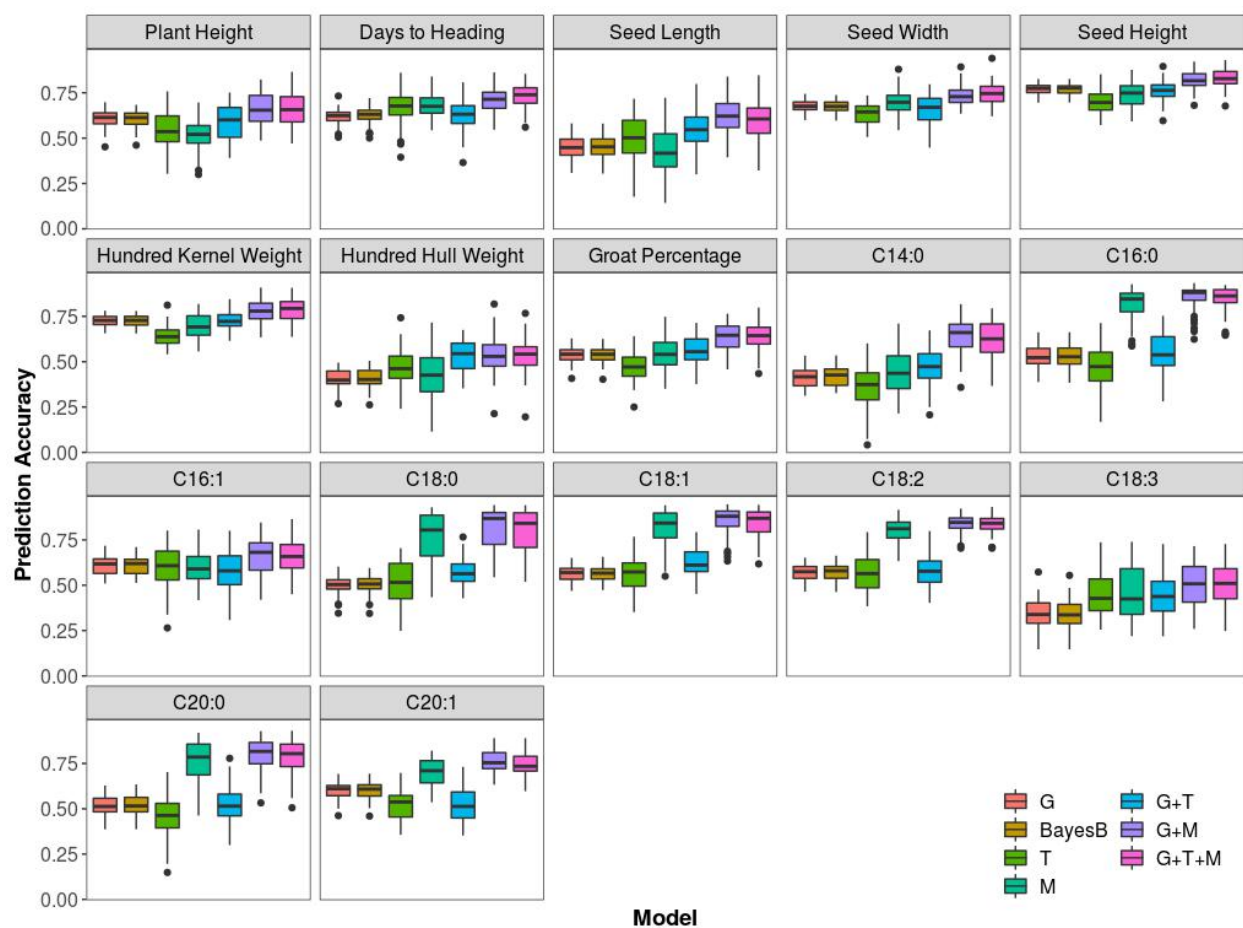 Plant Height Days to Heading Seed Length Seed Width Seed Height
0.75
0.50
0.25
0.00
Hundred Kernel Weight Hundred Hull Weight Groat Percentage C14:0 C16:0
0.75
0.50
0.25
0.00
C16:1 C18:0 C18:1 C18:2 C18:3
0.75
0.50
0.25
0.00
C20:0 C20:1
0.75
0.50
0.25
0.00
Prediction Accuracy
Model
G G+T
BayesB G+M
T G+T+M
M